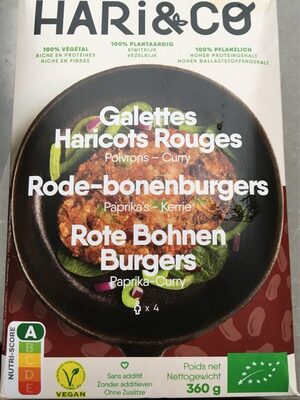 HARi&CO
100% VÉGÉTAL
RICHE EN PROTÉINES
RICHE EN FIBRES
100% PLANTAARDIG
EIWITRIJK
VEZELRIJK
100% PFLANZLICH
HOHER PROTEINGEHALT
HOHER BALLASTSTOFFENGEHALT
Galettes
Haricots Rouges
Poivrons - Curry
Rode-bonenburgers
Paprika's - Kerrie
Rote Bohnen
Burgers
Paprika-Curry
x 4
NUTRI-SCORE
A
B
C
D
E
VEGAN
Sans additif
Zonder additieven
Ohne Zusätze
Poids net
Nettogewicht
360 g